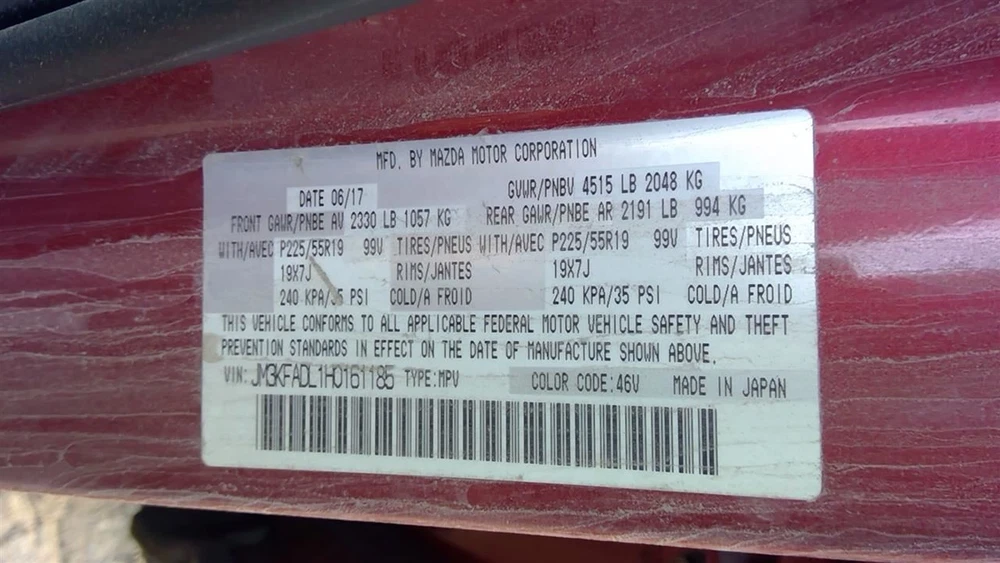 MFD. BY MAZDA MOTOR CORPORATION
DATE 06/17 GVWR/PNBV 4515 LB 2048 KG
FRONT GAWR/PNBE AV 2330 LB 1057 KG REAR GAWR/PNBE AR 2191 LB 994 KG
WITH/AVEC P225/55R19 99V TIRES/PNEUS WITH/AVEC P225/55R19 99V TIRES/PNEUS
19X7J RIMS/JANTES 19X7J RIMS/JANTES
240 KPA/35 PSI COLD/A FROID 240 KPA/35 PSI COLD/A FROID
THIS VEHICLE CONFORMS TO ALL APPLICABLE FEDERAL MOTOR VEHICLE SAFETY AND THEFT
PREVENTION STANDARDS IN EFFECT ON THE DATE OF MANUFACTURE SHOWN ABOVE.
VIN: JM3KFADL1H0161185 TYPE:MPV COLOR CODE:46V MADE IN JAPAN